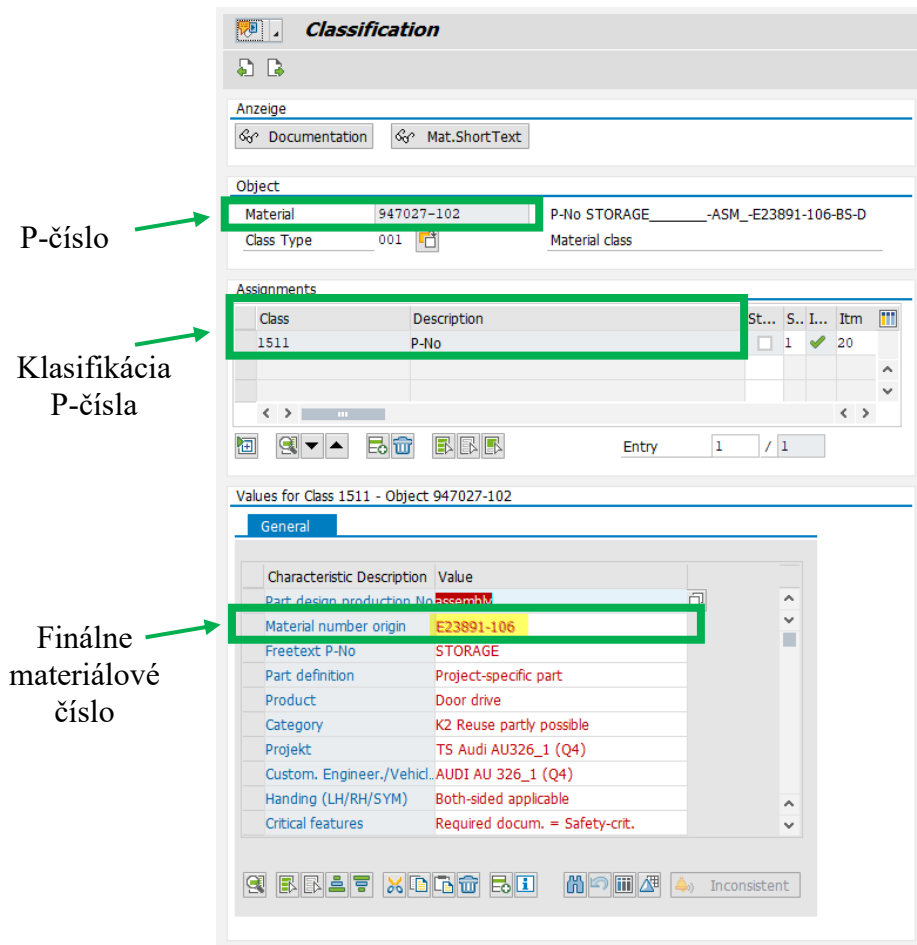 Classification
Anzeige
Documentation Mat.ShortText
Object
Material 947027-102 P-No STORAGE________-ASM_-E23891-106-BS-D
P-číslo
Class Type 001 Material class
Assignments
Class Description St... S.. I... Itm
1511 P-No 1 20
Klasifikácia
P-čísla
Entry 1 / 1
Values for Class 1511 - Object 947027-102
General
Characteristic Description Value
Part design production No assembly
Material number origin E23891-106
Finálne
materiálové
číslo
Freetext P-No STORAGE
Part definition Project-specific part
Product Door drive
Category K2 Reuse partly possible
Projekt TS Audi AU326_1 (Q4)
Custom. Engineer./Vehicl.. AUDI AU 326_1 (Q4)
Handing (LH/RH/SYM) Both-sided applicable
Critical features Required docum. = Safety-crit.
Inconsistent